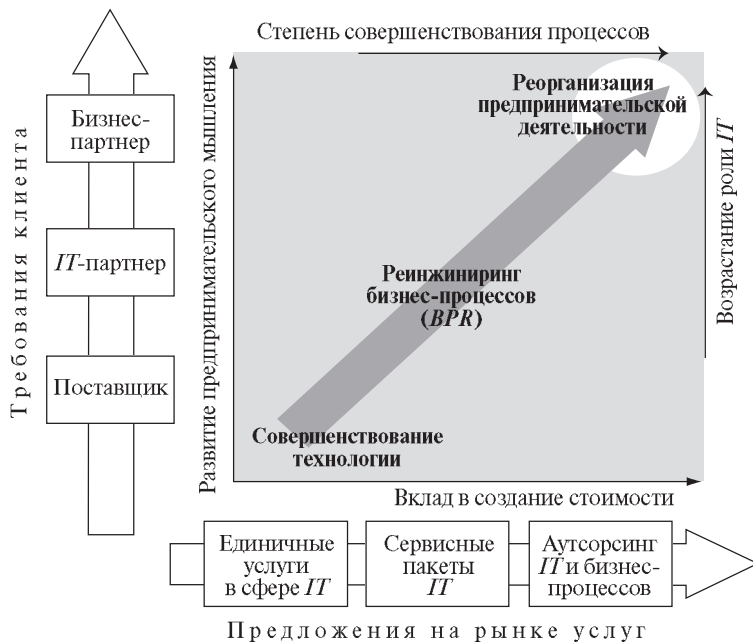 Степень совершенствования процессов
Требования клиента
Бизнес-
партнер
IT-партнер
Поставщик
Развитие предпринимательского мышления
Реорганизация
предпринимательской
деятельности
Реинжиниринг
бизнес-процессов
(BPR)
Совершенствование
технологии
Возрастание роли IT
Вклад в создание стоимости
Единичные
услуги
в сфере IT
Сервисные
пакеты
IT
Аутсорсинг
IT и бизнес-
процессов
Предложения на рынке услуг